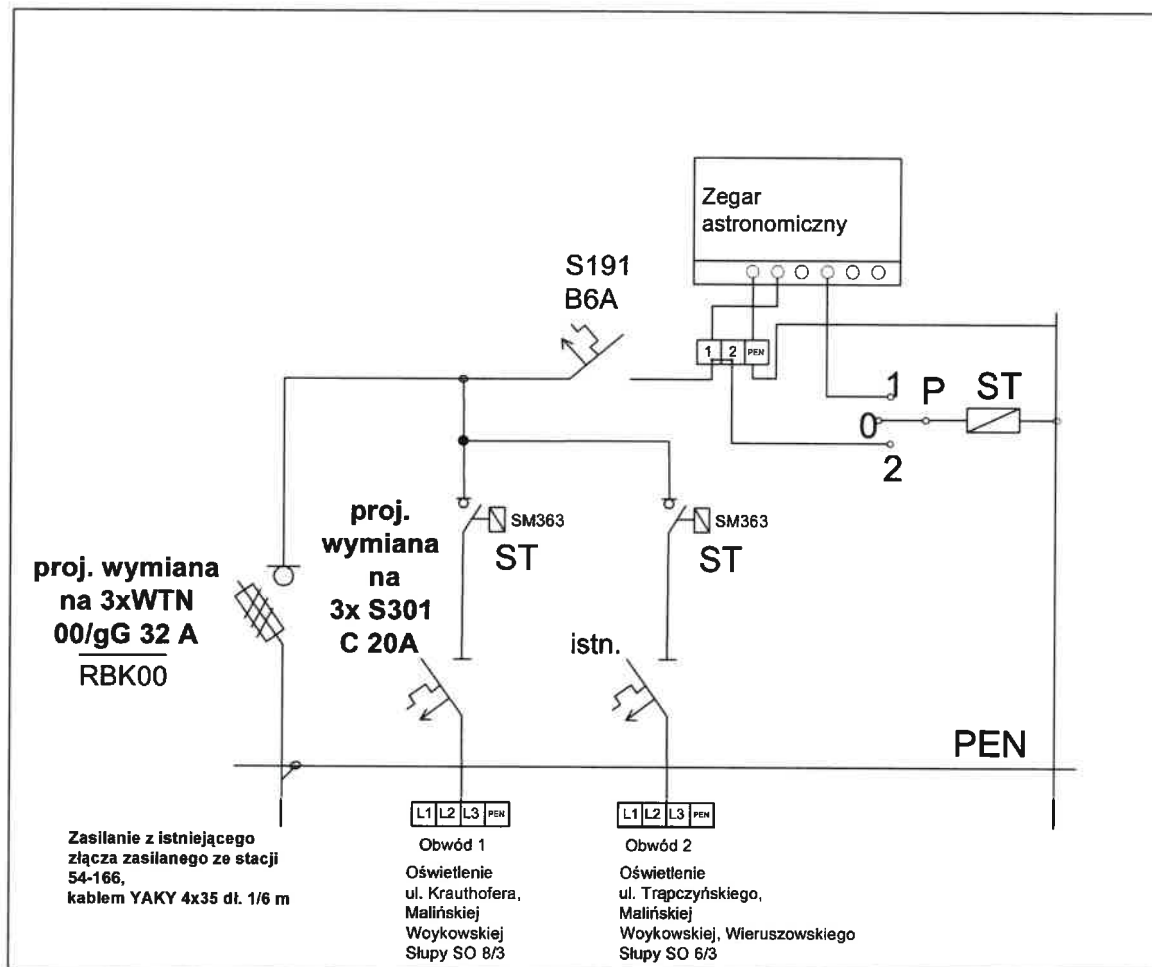 Zegar
astronomiczny
S191
B6A
1 2 PEN
1
P
ST
0
2
proj. wymiana
na 3xWTN
00/gG 32 A
RBK00
proj.
wymiana
na
3x S301
C 20A
SM363
ST
SM363
ST
istn.
PEN
L1 L2 L3 PEN
L1 L2 L3 PEN
Zasilanie z istniejącego
złącza zasilanego ze stacji
54-166,
kablem YAKY 4x35 dł. 1/6 m
Obwód 1
Oświetlenie
ul. Krauthofera,
Malińskiej
Woykowskiej
Słupy SO 8/3
Obwód 2
Oświetlenie
ul. Trąpczyńskiego,
Malińskiej
Woykowskiej, Wieruszowskiego
Słupy SO 6/3